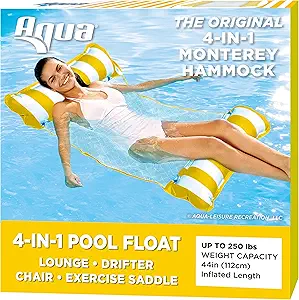 Aqua
THE ORIGINAL
4-IN-1
MONTEREY
HAMMOCK
© AQUA-LEISURE RECREATION, LLC
4-IN-1 POOL FLOAT
LOUNGE • DRIFTER
CHAIR • EXERCISE SADDLE
UP TO 250 lbs
WEIGHT CAPACITY
44in (112cm)
Inflated Length